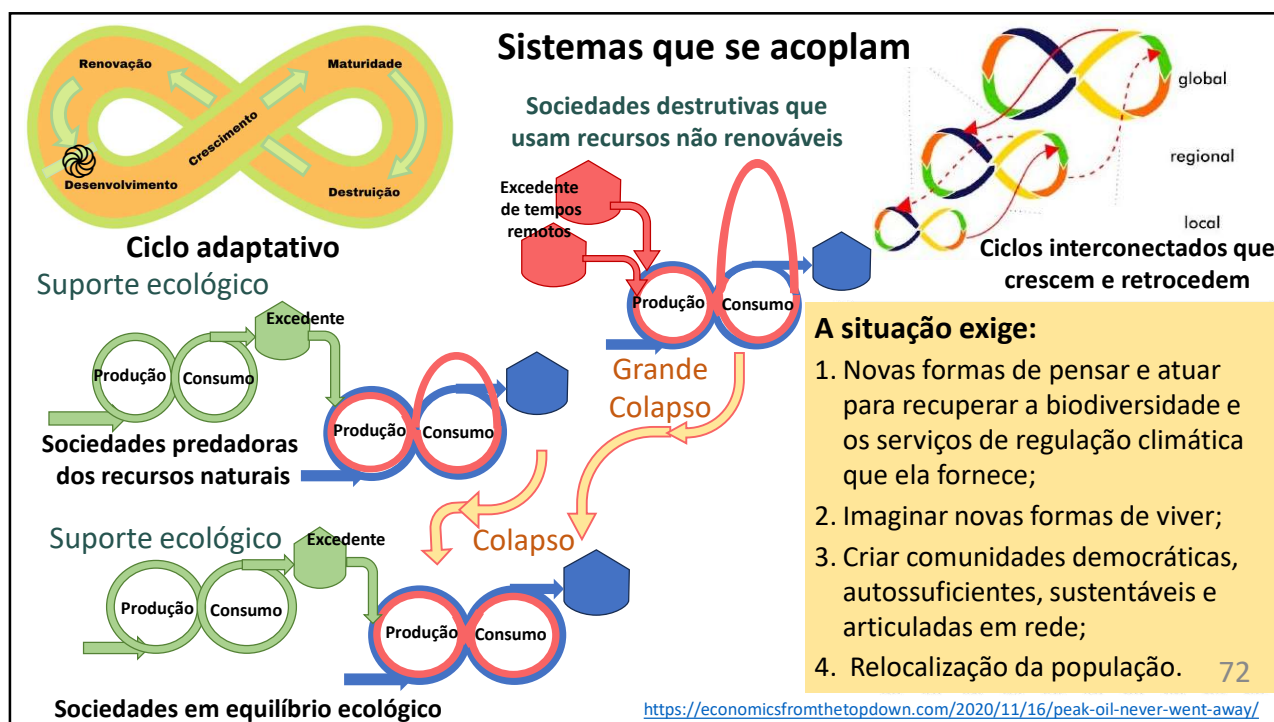 Sistemas que se acoplam
Renovação
Maturidade
Crescimento
Desenvolvimento
Destruição
Ciclo adaptativo
Sociedades destrutivas que
usam recursos não renováveis
Excedente
de tempos
remotos
Produção
Consumo
Grande
Colapso
global
regional
local
Ciclos interconectados que
crescem e retrocedem
Suporte ecológico
Excedente
Produção
Consumo
Produção
Consumo
Sociedades predadoras
dos recursos naturais
Colapso
Suporte ecológico
Excedente
Produção
Consumo
Produção
Consumo
Sociedades em equilíbrio ecológico
A situação exige:
1. Novas formas de pensar e atuar
para recuperar a biodiversidade e
os serviços de regulação climática
que ela fornece;
2. Imaginar novas formas de viver;
3. Criar comunidades democráticas,
autossuficientes, sustentáveis e
articuladas em rede;
4. Relocalização da população.
72
https://economicsfromthetopdown.com/2020/11/16/peak-oil-never-went-away/